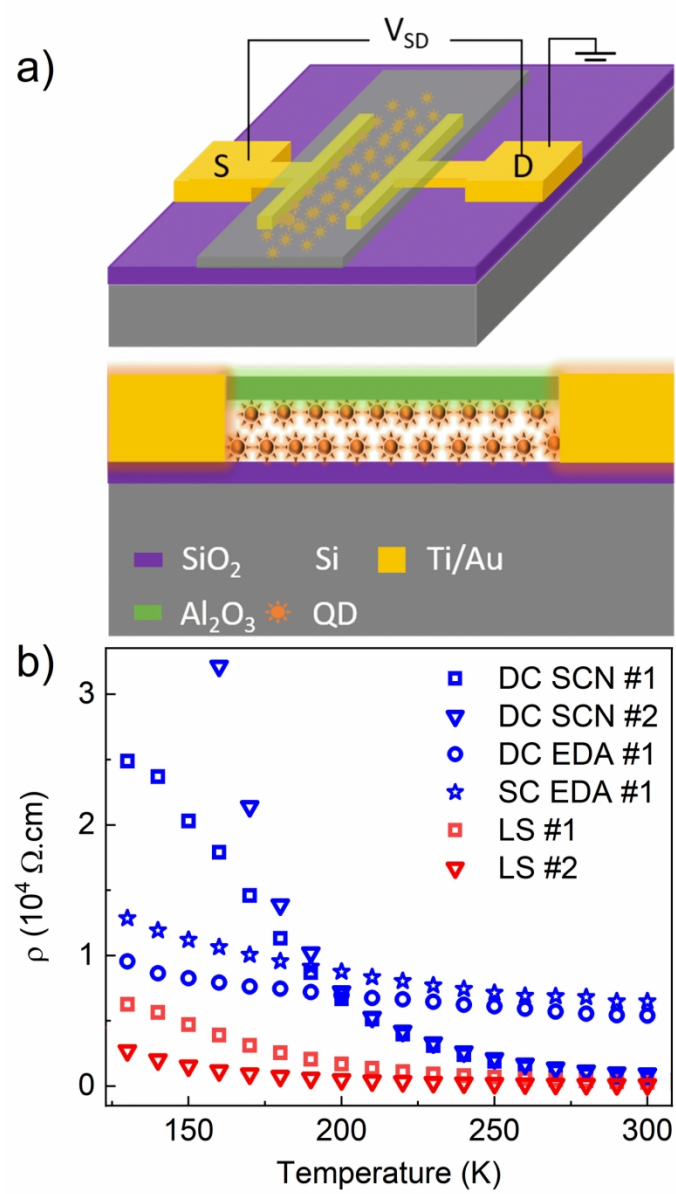 a)
V_SD
S
D
SiO₂ Si Ti/Au
Al₂O₃ QD
b)
3
2
1
0
ρ (10⁴ Ω.cm)
DC SCN #1
DC SCN #2
DC EDA #1
SC EDA #1
LS #1
LS #2
150 200 250 300
Temperature (K)